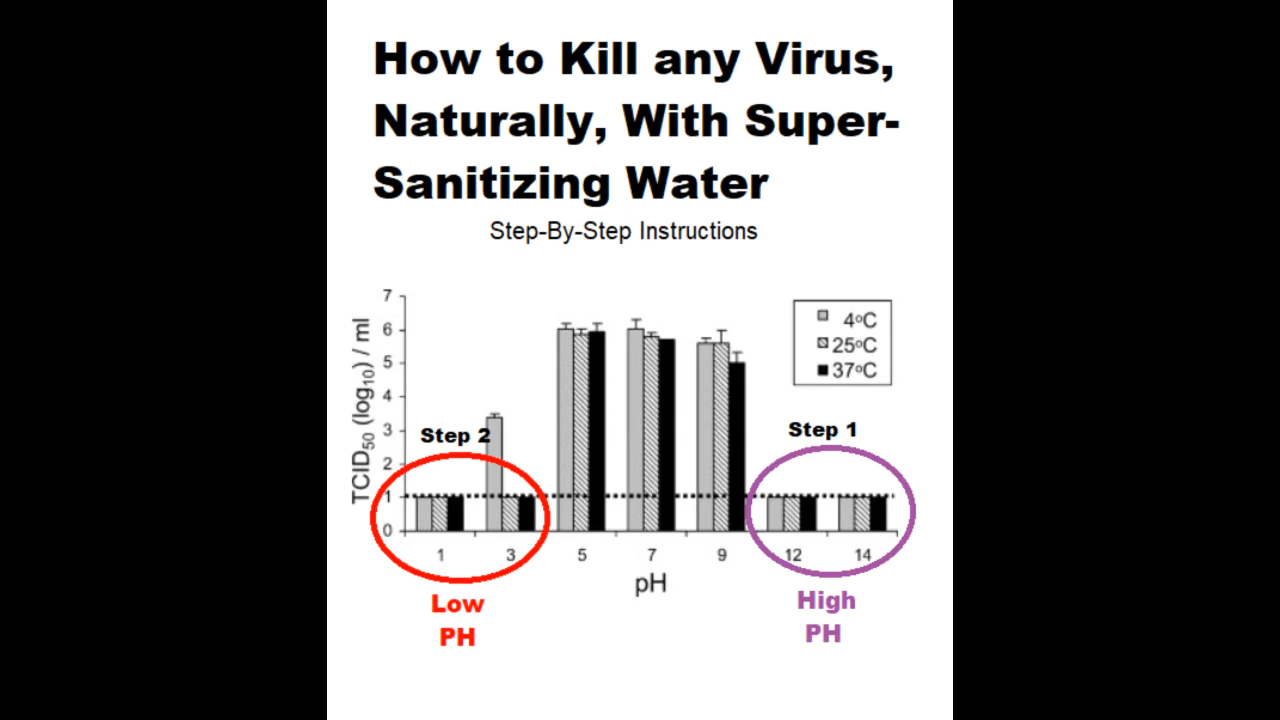 How to Kill any Virus,
Naturally, With Super-
Sanitizing Water
Step-By-Step Instructions
7
6
5
4
3
2
1
0
TCID50 (log10) / ml
4oC
25oC
37oC
Step 2
Step 1
1 3 5 7 9 12 14
pH
Low
PH
High
PH